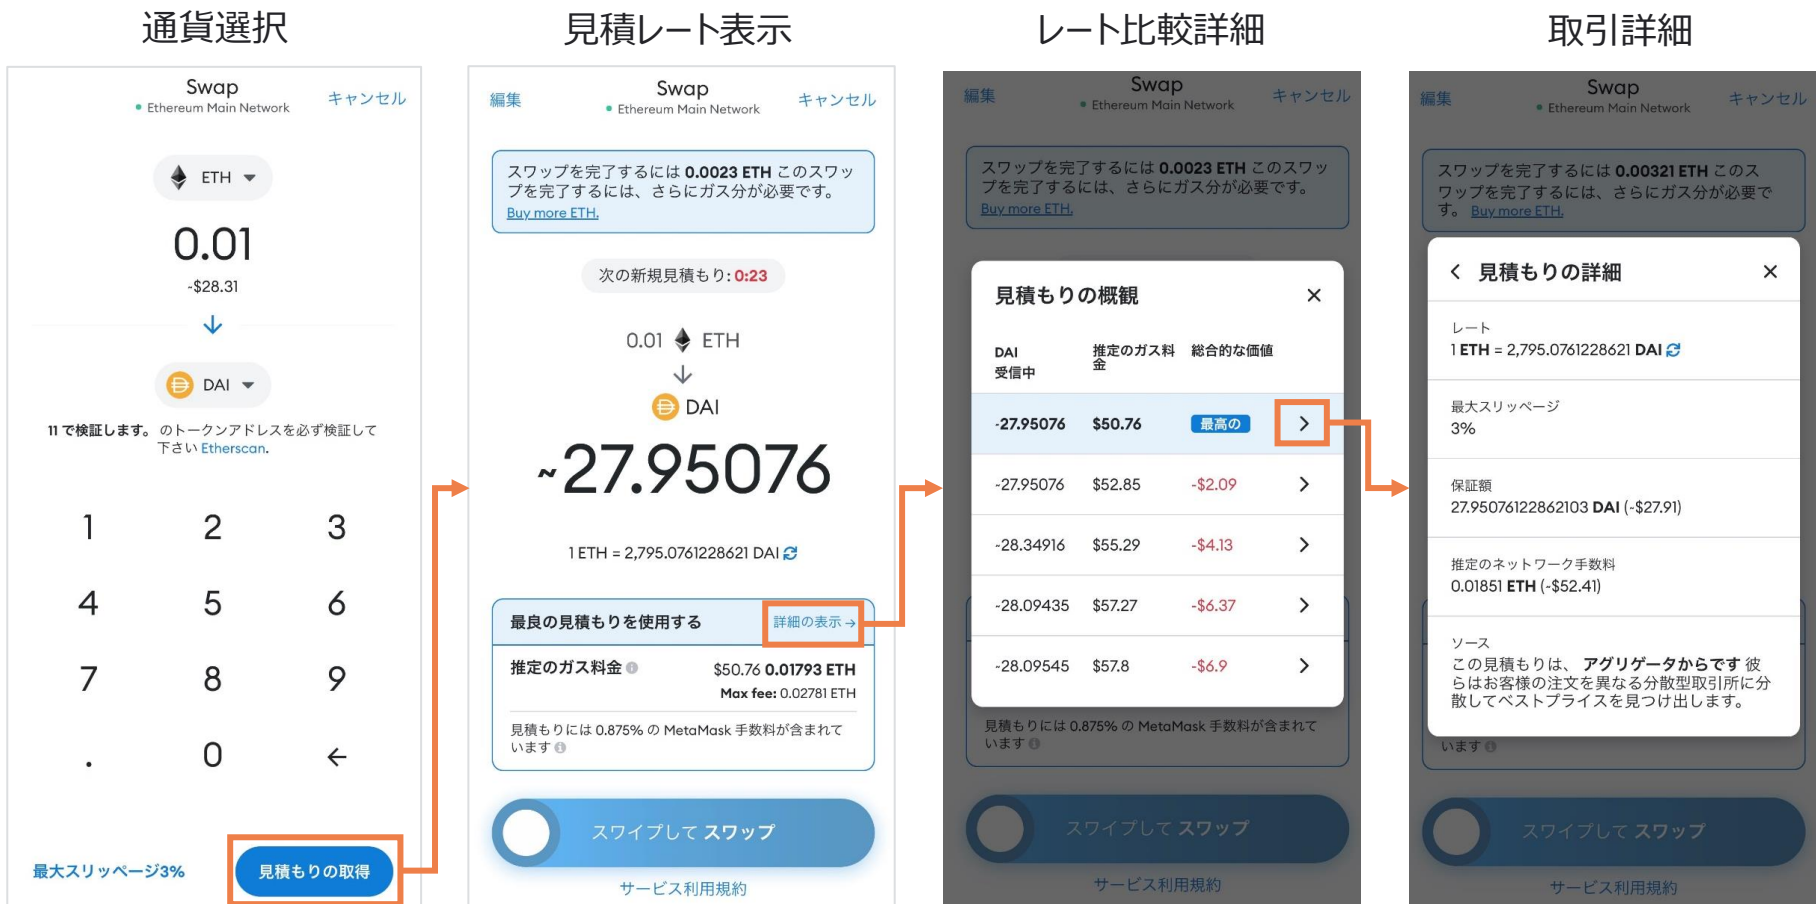 通貨選択
Swap
Ethereum Main Network
キャンセル
ETH
0.01
-$28.31
DAI
11 で検証します。 のトークンアドレスを必ず検証して
下さい Etherscan.
1 2 3
4 5 6
7 8 9
. 0 ←
最大スリッページ3%
見積もりの取得
見積レート表示
編集
Swap
Ethereum Main Network
キャンセル
スワップを完了するには 0.0023 ETH このスワッ
プを完了するには、さらにガス分が必要です。
Buy more ETH.
次の新規見積もり: 0:23
0.01 ETH
DAI
~27.95076
1 ETH = 2,795.0761228621 DAI
最良の見積もりを使用する
詳細の表示→
推定のガス料金
$50.76 0.01793 ETH
Max fee: 0.02781 ETH
見積もりには 0.875% の MetaMask 手数料が含まれて
います
スワイプして スワップ
サービス利用規約
レート比較詳細
編集
Swap
Ethereum Main Network
キャンセル
スワップを完了するには 0.0023 ETH このスワッ
プを完了するには、さらにガス分が必要です。
Buy more ETH.
見積もりの概観
×
DAI
受信中
推定のガス料
金
総合的な価値
-27.95076 $50.76 最高の >
~27.95076 $52.85 -$2.09 >
~28.34916 $55.29 -$4.13 >
~28.09435 $57.27 -$6.37 >
~28.09545 $57.8 -$6.9 >
見積もりには 0.875% の MetaMask 手数料が含まれて
います
スワイプして スワップ
サービス利用規約
取引詳細
編集
Swap
Ethereum Main Network
キャンセル
スワップを完了するには 0.00321 ETH このス
ワップを完了するには、さらにガス分が必要で
す。 Buy more ETH.
< 見積もりの詳細 ×
レート
1 ETH = 2,795.0761228621 DAI
最大スリッページ
3%
保証額
27.95076122862103 DAI (-$27.91)
推定のネットワーク手数料
0.01851 ETH (-$52.41)
ソース
この見積もりは、 アグリゲータからです 彼
らはお客様の注文を異なる分散型取引所に分
散してベストプライスを見つけ出します。
います
スワイプして スワップ
サービス利用規約